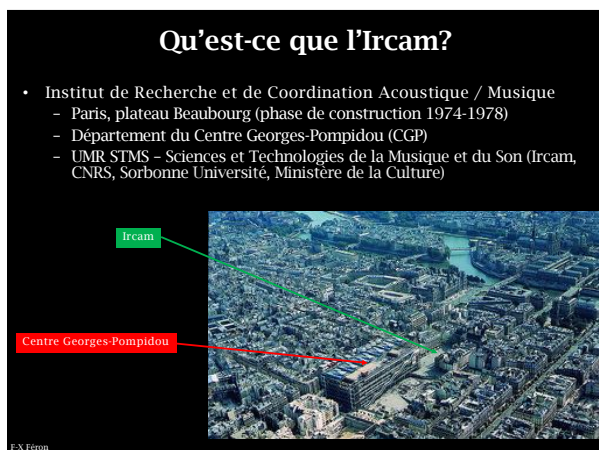 Qu’est-ce que l’Ircam?
• Institut de Recherche et de Coordination Acoustique / Musique
– Paris, plateau Beaubourg (phase de construction 1974-1978)
– Département du Centre Georges-Pompidou (CGP)
– UMR STMS – Sciences et Technologies de la Musique et du Son (Ircam,
CNRS, Sorbonne Université, Ministère de la Culture)
Ircam
Centre Georges-Pompidou
F-X Féron